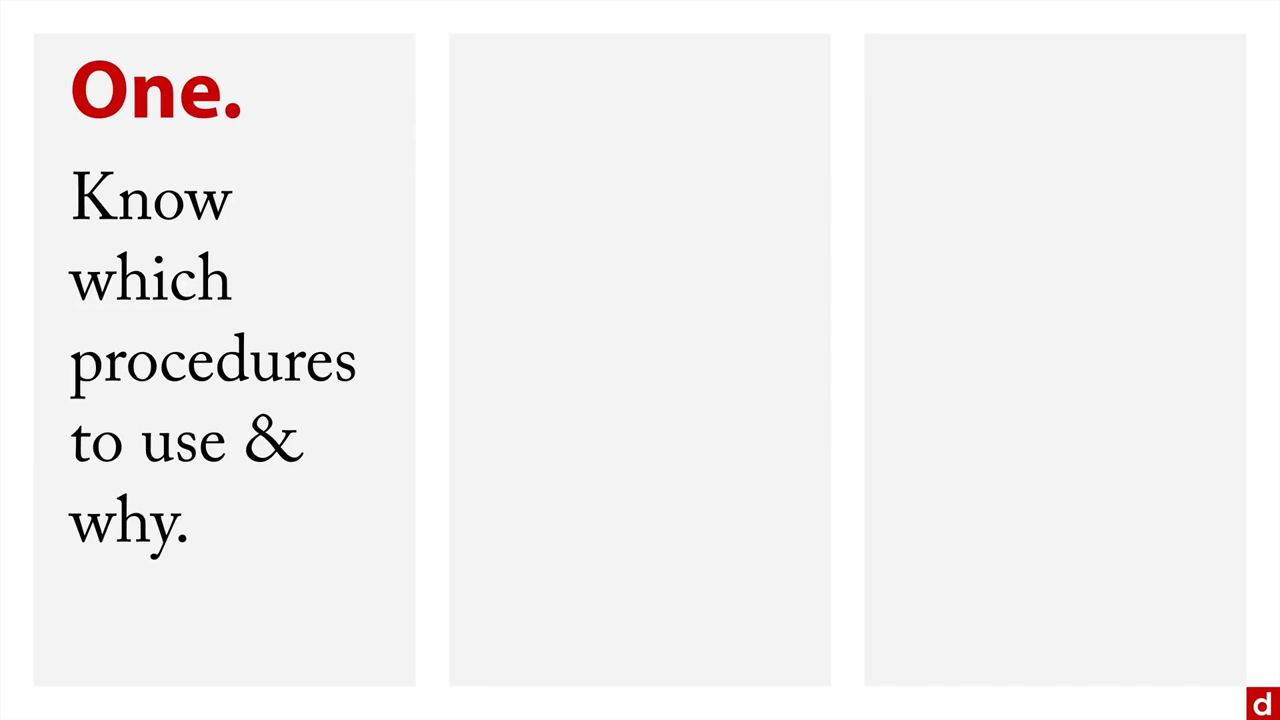 One.
Know
which
procedures
to use &
why.
d